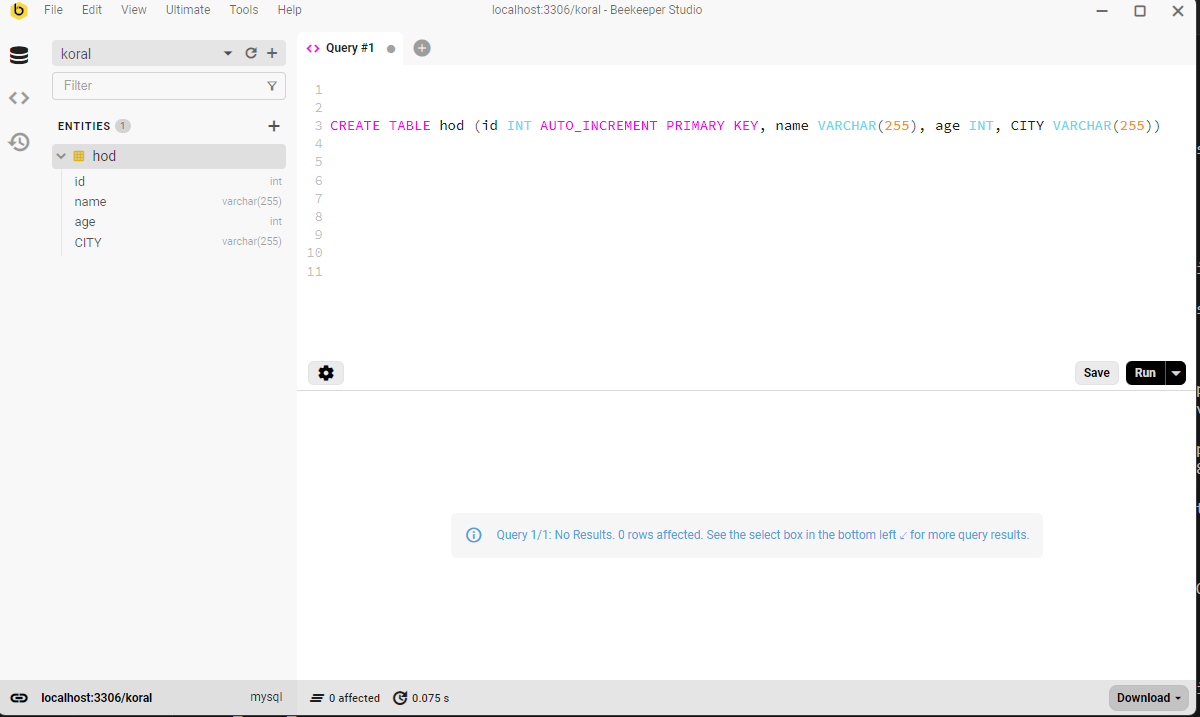 File Edit View Ultimate Tools Help localhost:3306/koral - Beekeeper Studio
koral
Filter
ENTITIES 1
hod
id int
name varchar(255)
age int
CITY varchar(255)
Query #1
1
2
3 CREATE TABLE hod (id INT AUTO_INCREMENT PRIMARY KEY, name VARCHAR(255), age INT, CITY VARCHAR(255))
4
5
6
7
8
9
10
11
Save Run
Query 1/1: No Results. 0 rows affected. See the select box in the bottom left ↙ for more query results.
localhost:3306/koral mysql 0 affected 0.075 s Download